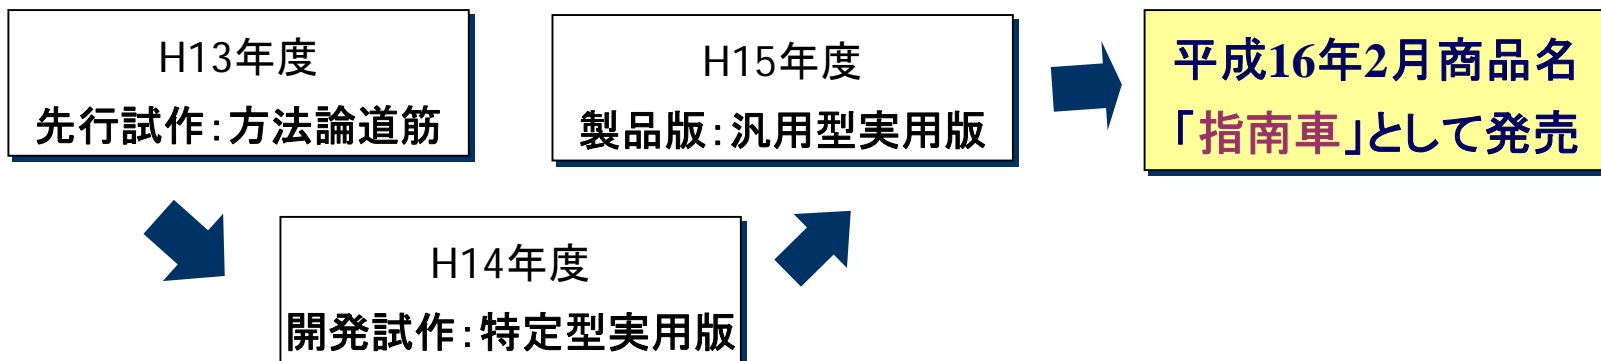 H13年度
先行試作：方法論道筋
H14年度
開発試作：特定型実用版
H15年度
製品版：汎用型実用版
平成16年2月商品名
「指南車」として発売